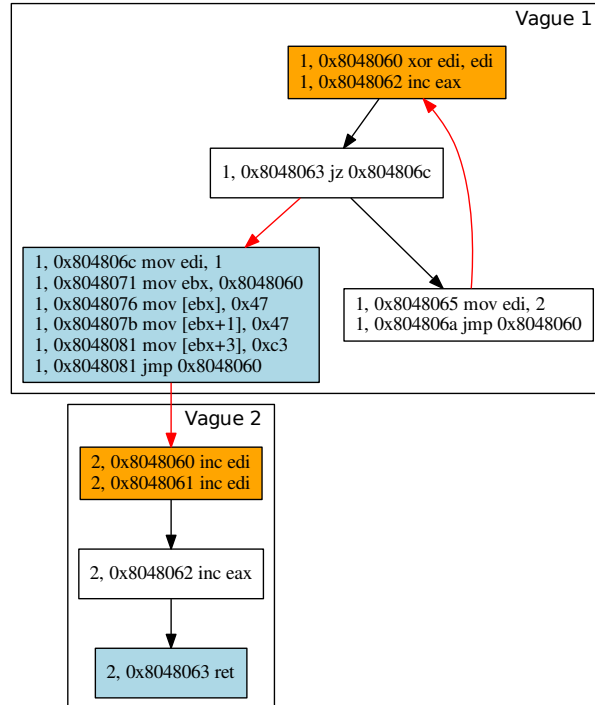 Vague 1
1, 0x8048060 xor edi, edi
1, 0x8048062 inc eax
1, 0x8048063 jz 0x804806c
1, 0x804806c mov edi, 1
1, 0x8048071 mov ebx, 0x8048060
1, 0x8048076 mov [ebx], 0x47
1, 0x804807b mov [ebx+1], 0x47
1, 0x8048081 mov [ebx+3], 0xc3
1, 0x8048081 jmp 0x8048060
1, 0x8048065 mov edi, 2
1, 0x804806a jmp 0x8048060
Vague 2
2, 0x8048060 inc edi
2, 0x8048061 inc edi
2, 0x8048062 inc eax
2, 0x8048063 ret